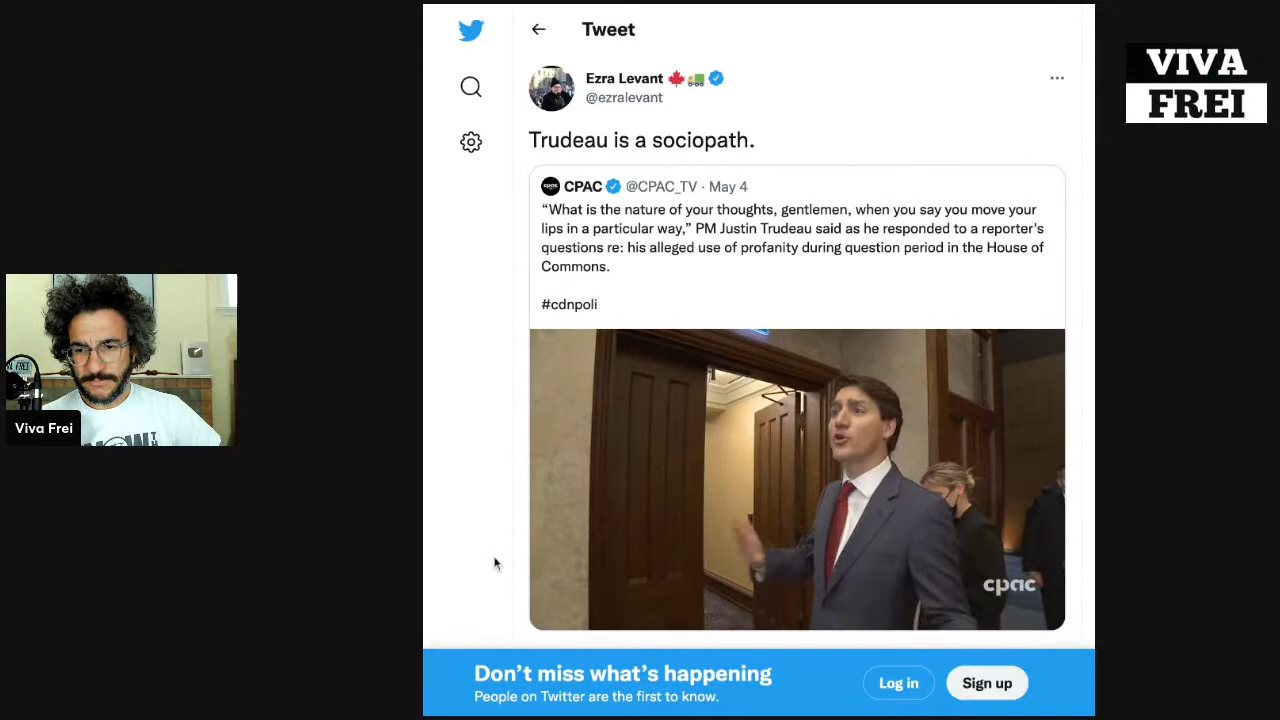 Tweet
Ezra Levant
@ezralevant
Trudeau is a sociopath.
CPAC @CPAC_TV · May 4
“What is the nature of your thoughts, gentlemen, when you say you move your
lips in a particular way,” PM Justin Trudeau said as he responded to a reporter's
questions re: his alleged use of profanity during question period in the House of
Commons.
#cdnpoli
cpac
Don’t miss what’s happening
People on Twitter are the first to know.
Log in
Sign up
VIVA
FREI
Viva Frei